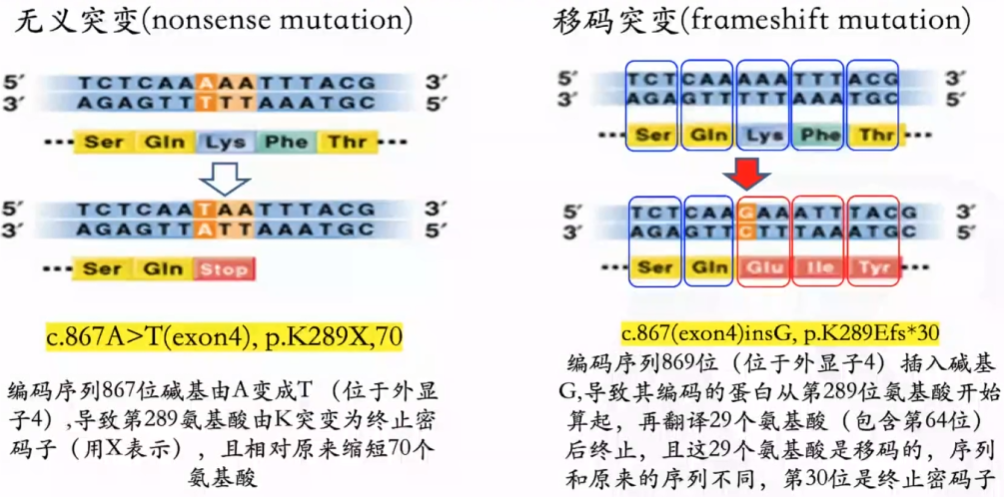 无义突变(nonsense mutation)
5′ TCTCAAAAATTTACG 3′
3′ AGAGTTTTTAAATGC 5′
··· Ser Gln Lys Phe Thr ···
5′ TCTCAATAATTTACG 3′
3′ AGAGTTATTAAATGC 5′
··· Ser Gln Stop
c.867A>T(exon4), p.K289X,70
编码序列867位碱基由A变成T （位于外显
子4）,导致第289氨基酸由K突变为终止密
码子（用X表示），且相对原来缩短70个
氨基酸
移码突变(frameshift mutation)
5′ TCTCAAAAATTTACG 3′
3′ AGAGTTTTTAAATGC 5′
··· Ser Gln Lys Phe Thr ···
5′ TCTCAAGAAATTTACG 3′
3′ AGAGTTCTTTAAATGC 5′
··· Ser Gln Glu Ile Tyr ···
c.867(exon4)insG, p.K289Efs*30
编码序列869位（位于外显子4）插入碱基
G,导致其编码的蛋白从第289位氨基酸开始
算起，再翻译29个氨基酸（包含第64位）
后终止，且这29个氨基酸是移码的，序列
和原来的序列不同，第30位是终止密码子